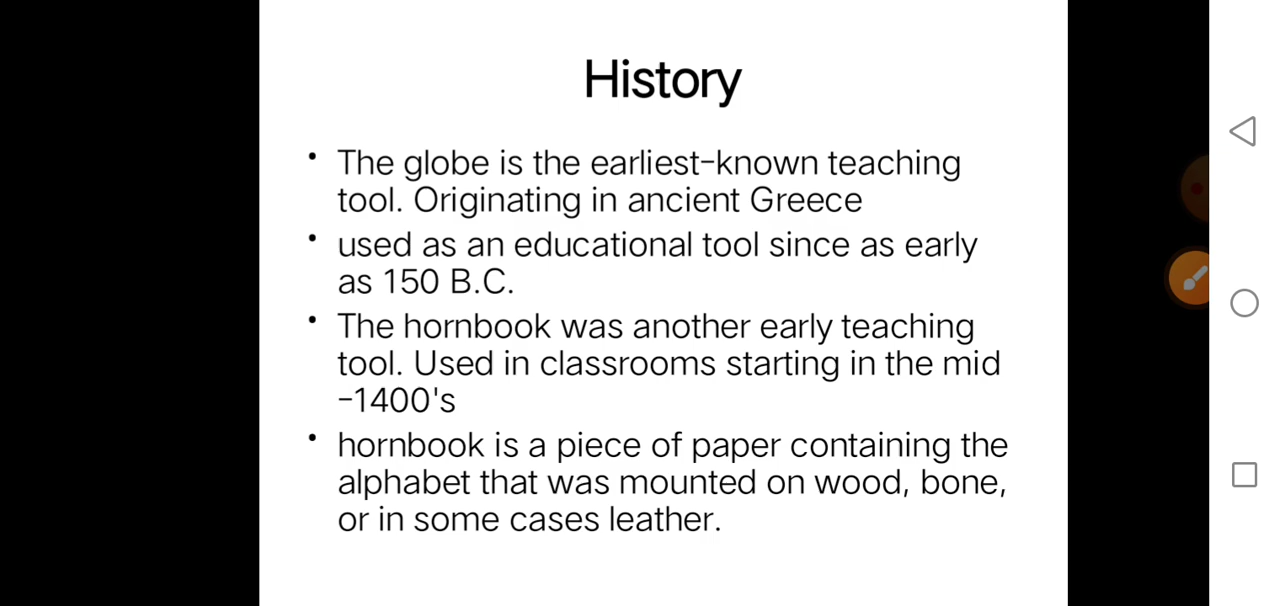 History
• The globe is the earliest-known teaching
tool. Originating in ancient Greece
• used as an educational tool since as early
as 150 B.C.
• The hornbook was another early teaching
tool. Used in classrooms starting in the mid
-1400's
• hornbook is a piece of paper containing the
alphabet that was mounted on wood, bone,
or in some cases leather.